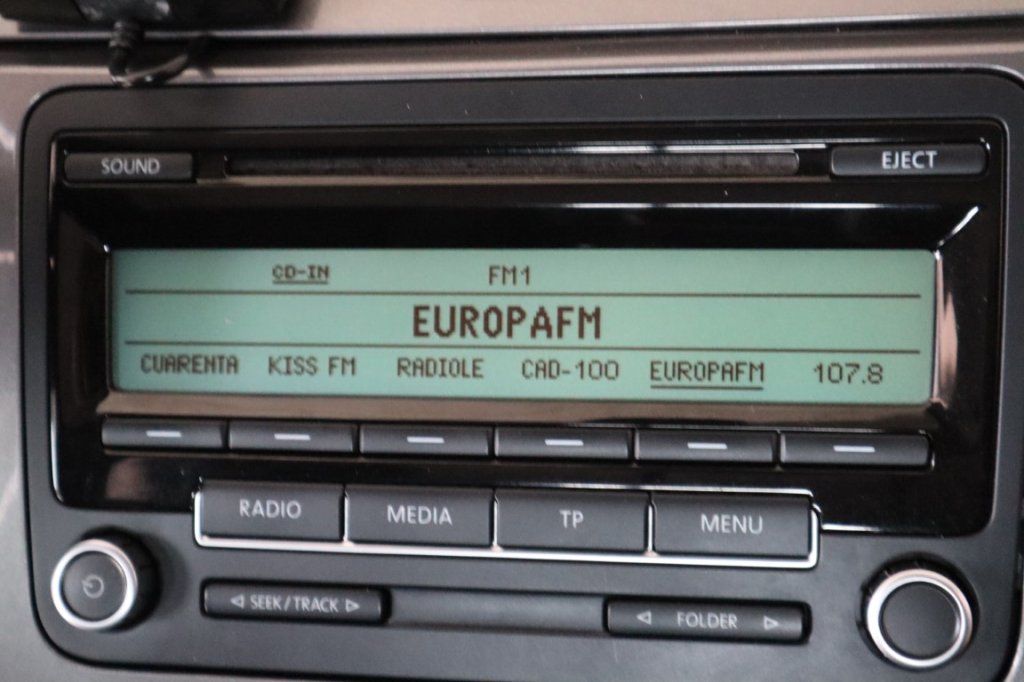 SOUND EJECT
CD-IN FM1
EUROPAFM
CUARENTA KISS FM RADIOLE CAD-100 EUROPAFM 107.8
RADIO MEDIA TP MENU
SEEK/TRACK FOLDER